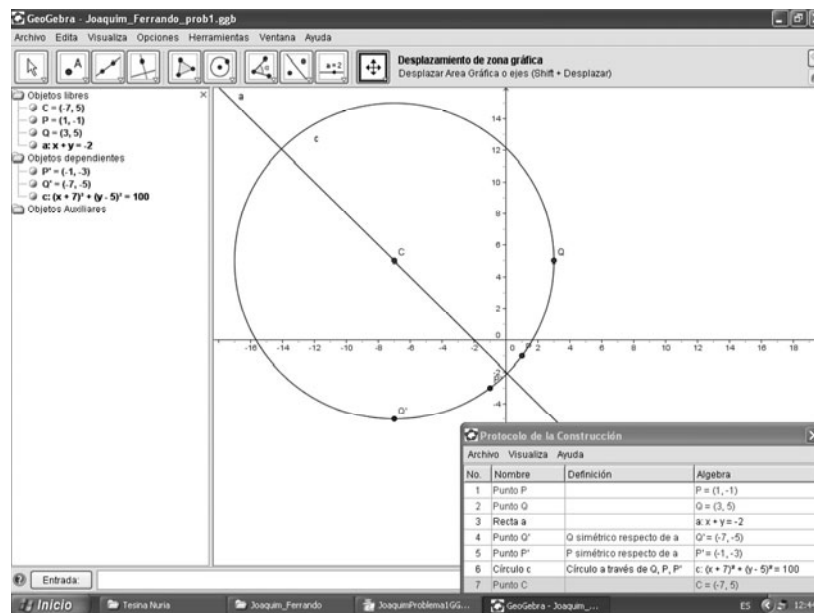 GeoGebra - Joaquim_Ferrando_prob1.ggb
Archivo Edita Visualiza Opciones Herramientas Ventana Ayuda
A
α
a=2
Desplazamiento de zona gráfica
Desplazar Area Gráfica o ejes (Shift + Desplazar)
Objetos libres
C = (-7, 5)
P = (1, -1)
Q = (3, 5)
a: x + y = -2
Objetos dependientes
P' = (-1, -3)
Q' = (-7, -5)
c: (x + 7)² + (y - 5)² = 100
Objetos Auxiliares
a
c
C
Q
Q'
14
12
10
8
6
4
2
0
-2
-4
-16 -14 -12 -10 -8 -6 -4 -2 0 2 4 6 8 10 12 14 16 18
Protocolo de la Construcción
Archivo Visualiza Ayuda
No. Nombre Definición Algebra
1 Punto P P = (1, -1)
2 Punto Q Q = (3, 5)
3 Recta a a: x + y = -2
4 Punto Q' Q simétrico respecto de a Q' = (-7, -5)
5 Punto P' P simétrico respecto de a P' = (-1, -3)
6 Círculo c Círculo a través de Q, P, P' c: (x + 7)² + (y - 5)² = 100
7 Punto C C = (-7, 5)
Entrada:
Inicio
Tesina Nuria
Joaquim_Ferrando
JoaquimProblema1GG...
GeoGebra - Joaquim_...
ES